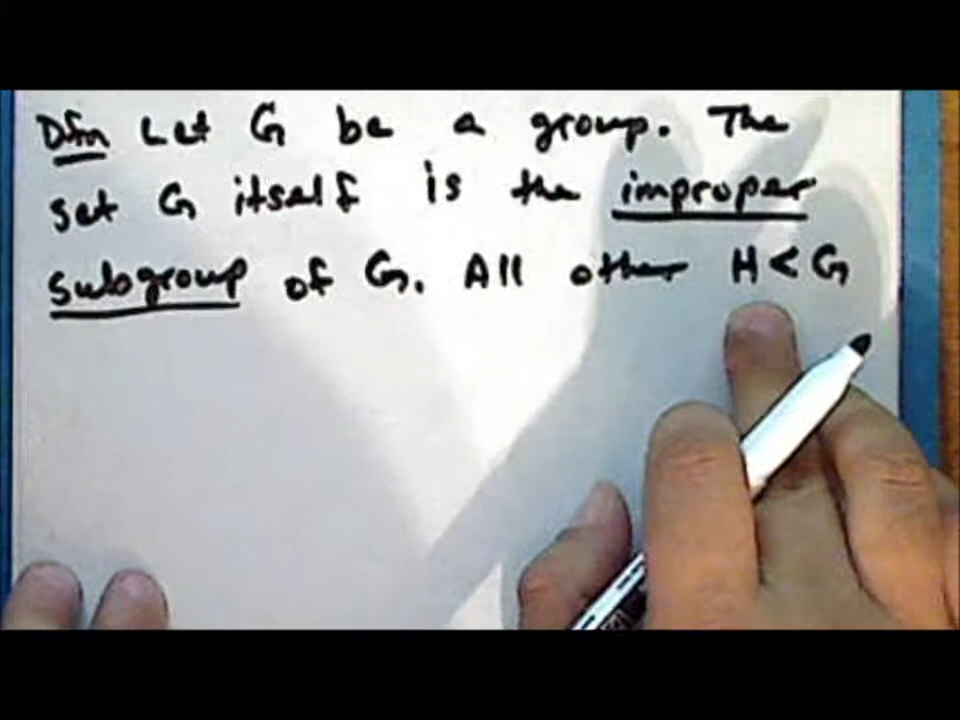 Dfn Let G be a group. The
set G itself is the improper
subgroup of G. All other H < G